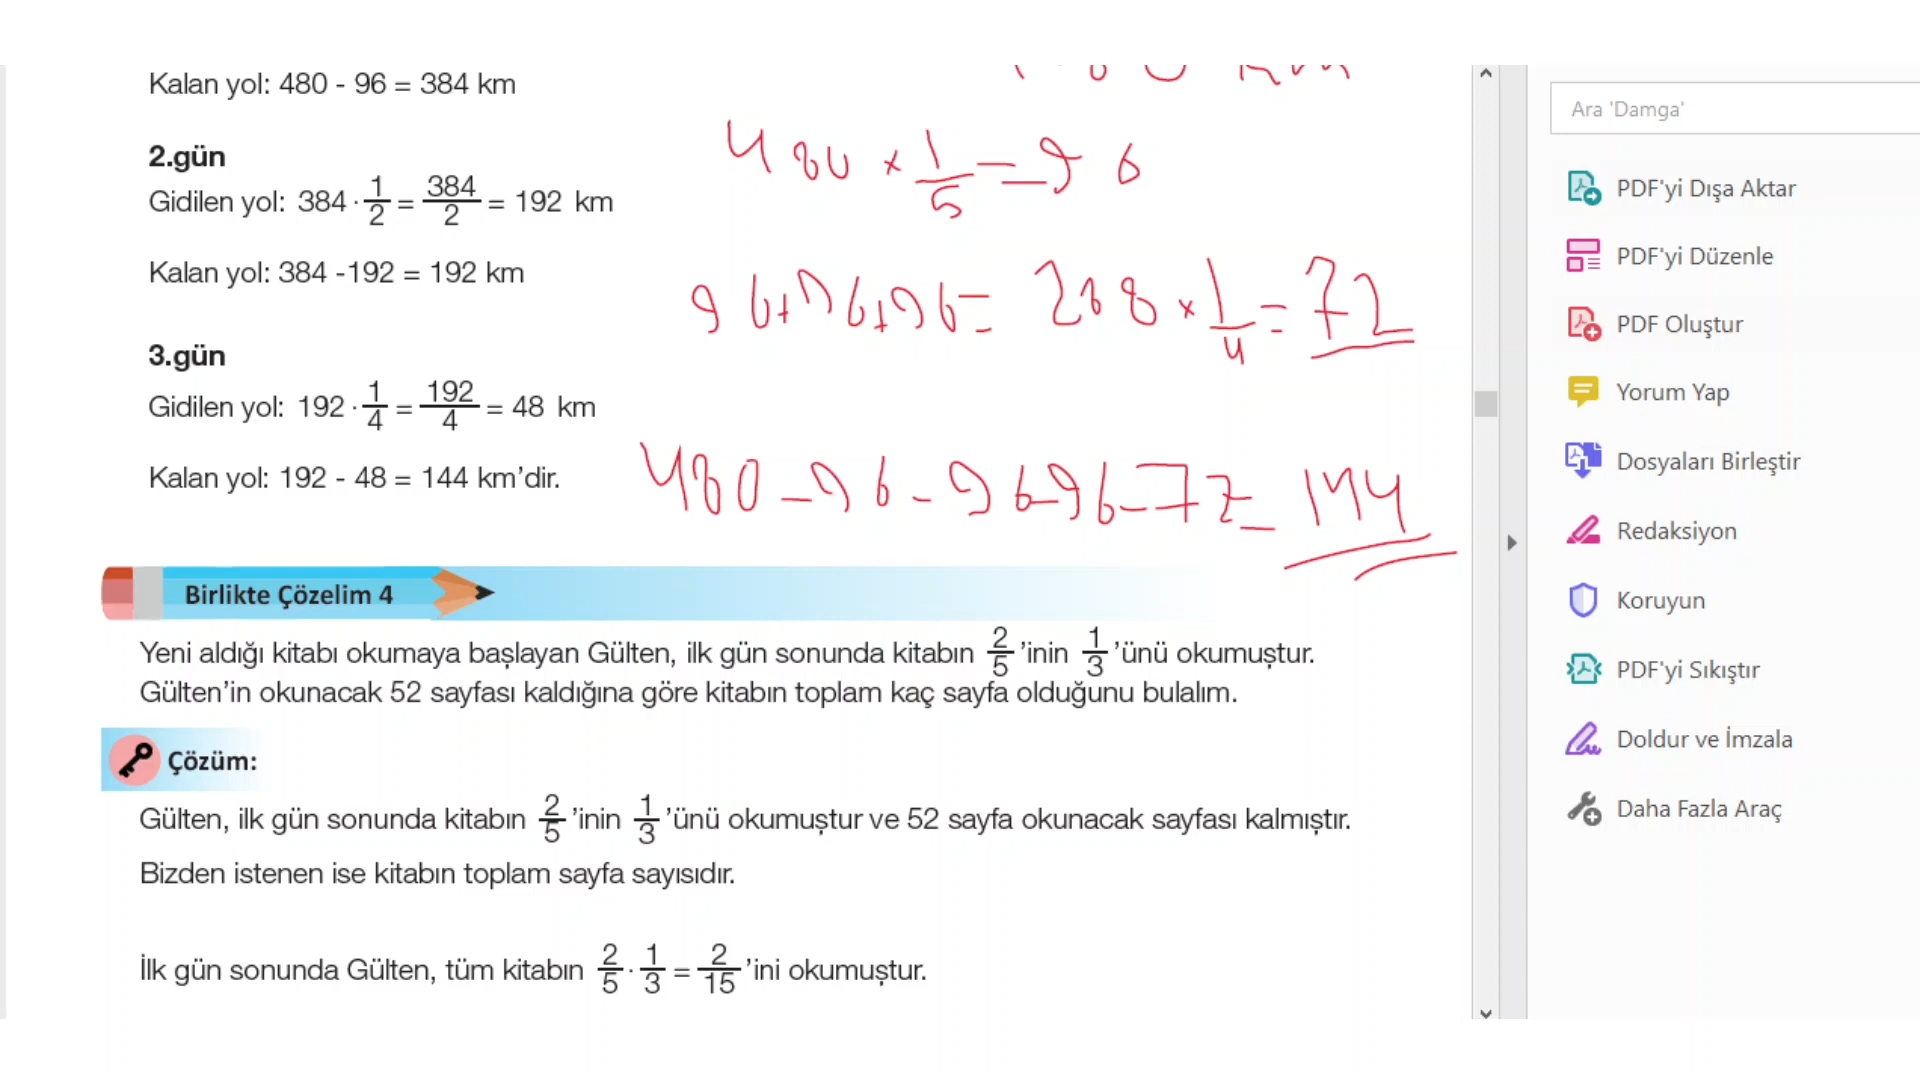 Kalan yol: 480 - 96 = 384 km
480 × 1/5 = 96
2.gün
Gidilen yol: 384 · 1/2 = 384/2 = 192 km
Kalan yol: 384 -192 = 192 km
96+96+96= 288 × 1/4 = 72
3.gün
Gidilen yol: 192 · 1/4 = 192/4 = 48 km
Kalan yol: 192 - 48 = 144 km’dir.
480 - 96 - 96-96-72= 144
Birlikte Çözelim 4
Yeni aldığı kitabı okumaya başlayan Gülten, ilk gün sonunda kitabın 2/5 ’inin 1/3 ’ünü okumuştur.
Gülten’in okunacak 52 sayfası kaldığına göre kitabın toplam kaç sayfa olduğunu bulalım.
Çözüm:
Gülten, ilk gün sonunda kitabın 2/5 ’inin 1/3 ’ünü okumuştur ve 52 sayfa okunacak sayfası kalmıştır.
Bizden istenen ise kitabın toplam sayfa sayısıdır.
İlk gün sonunda Gülten, tüm kitabın 2/5 · 1/3 = 2/15 ’ini okumuştur.
Ara 'Damga'
PDF'yi Dışa Aktar
PDF'yi Düzenle
PDF Oluştur
Yorum Yap
Dosyaları Birleştir
Redaksiyon
Koruyun
PDF'yi Sıkıştır
Doldur ve İmzala
Daha Fazla Araç